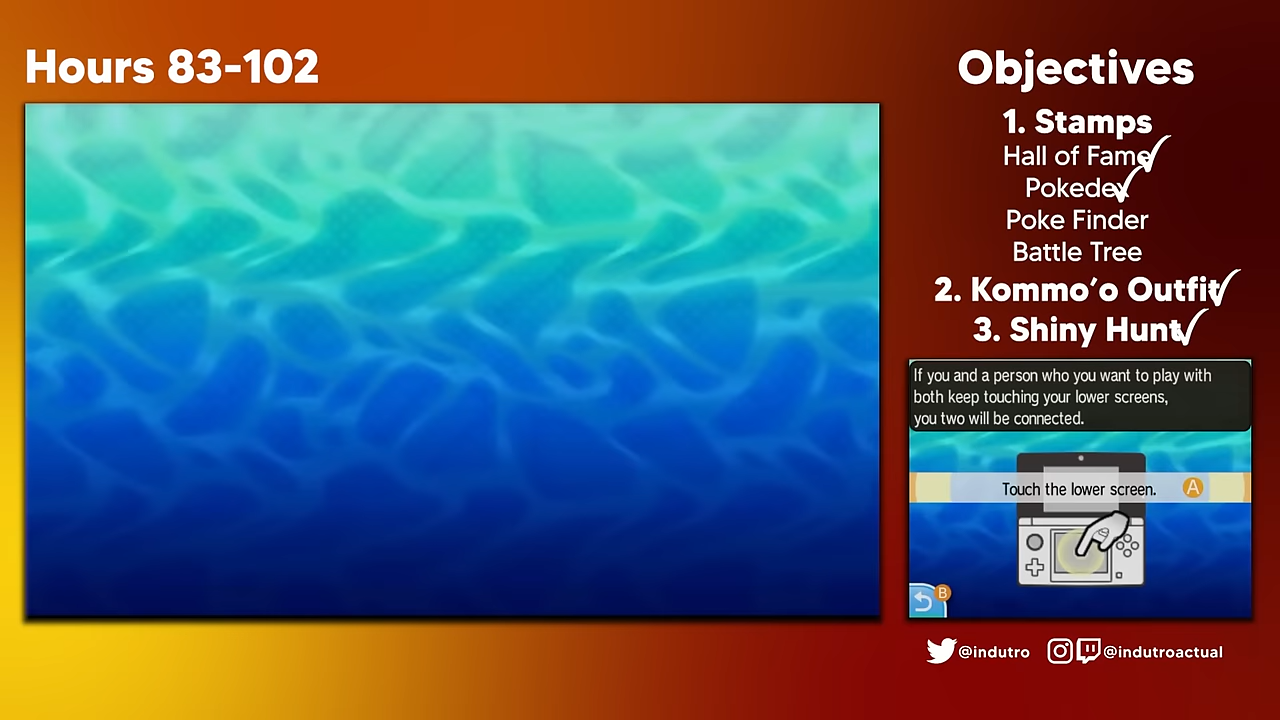 Hours 83-102
Objectives
1. Stamps
Hall of Fame
Pokedex
Poke Finder
Battle Tree
2. Kommo’o Outfit
3. Shiny Hunt
If you and a person who you want to play with
both keep touching your lower screens,
you two will be connected.
Touch the lower screen. A
B
@indutro @indutroactual